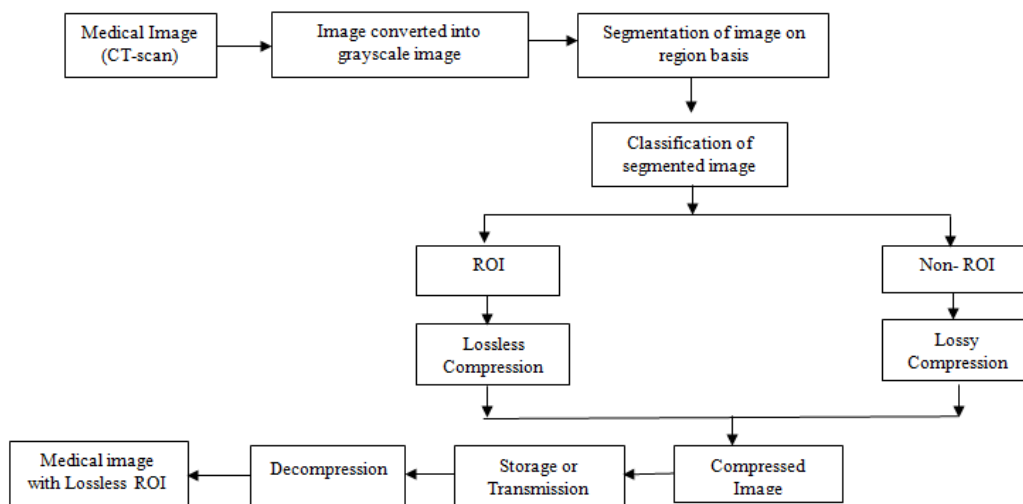 Medical Image
(CT-scan)
Image converted into
grayscale image
Segmentation of image on
region basis
Classification of
segmented image
ROI
Non- ROI
Lossless
Compression
Lossy
Compression
Medical image
with Lossless ROI
Decompression
Storage or
Transmission
Compressed
Image